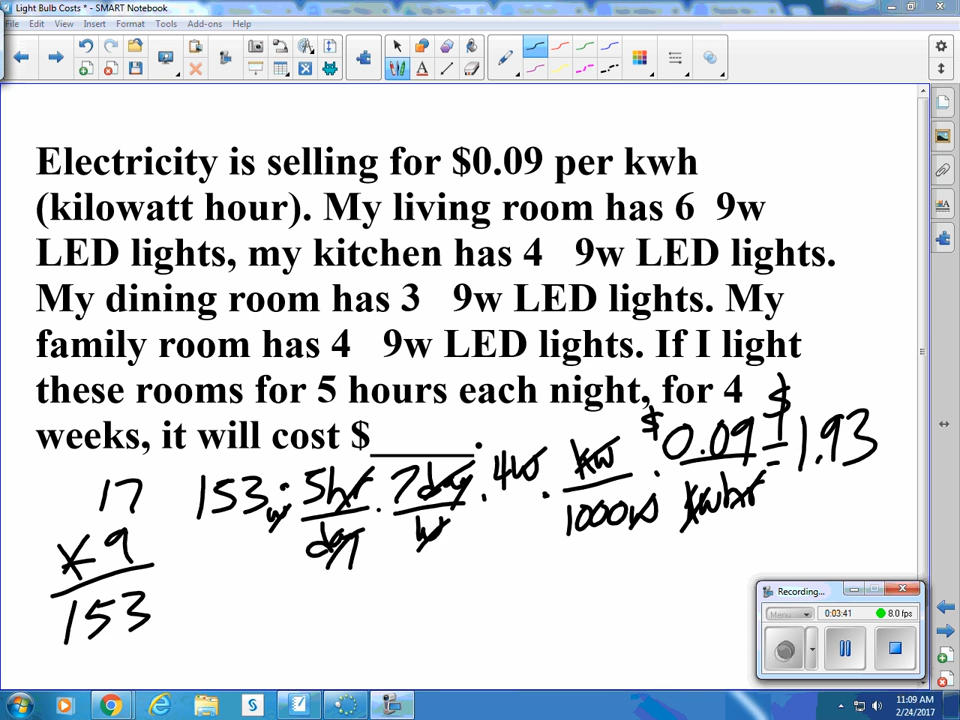 Light Bulb Costs * - SMART Notebook
File Edit View Insert Format Tools Add-ons Help
Electricity is selling for $0.09 per kwh
(kilowatt hour). My living room has 6 9w
LED lights, my kitchen has 4 9w LED lights.
My dining room has 3 9w LED lights. My
family room has 4 9w LED lights. If I light
these rooms for 5 hours each night, for 4
weeks, it will cost $_____.
17
x 9
153
153w · 5hr/day · 7day/w · 4w · kw/1000w · $0.09/kwhr = $1.93
Recording...
Menu
0:03:41
8.0 fps
11:09 AM
2/24/2017